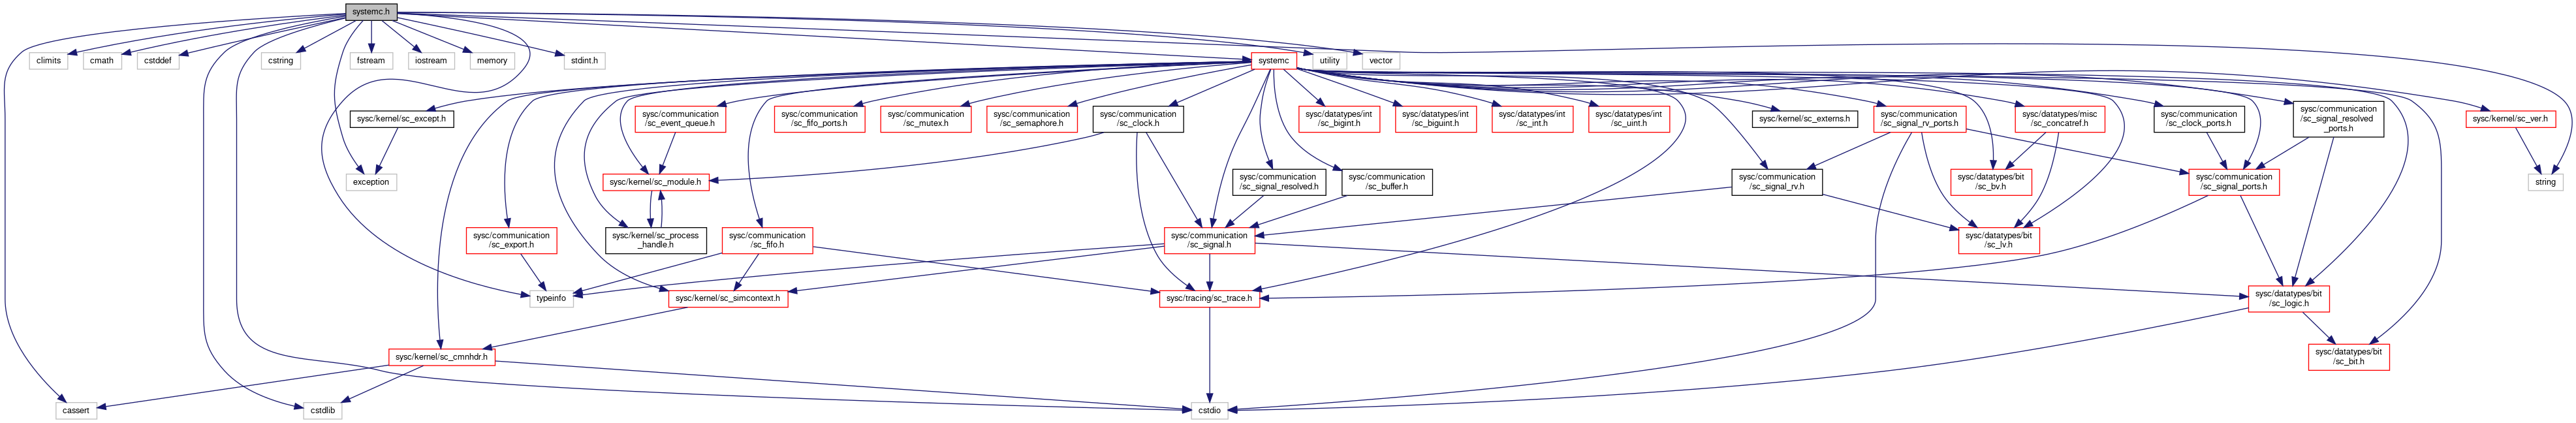 systemc.h
climits
cmath
cstddef
cstring
fstream
iostream
memory
stdint.h
systemc
utility
vector
sysc/kernel/sc_except.h
sysc/communication
/sc_event_queue.h
sysc/communication
/sc_fifo_ports.h
sysc/communication
/sc_mutex.h
sysc/communication
/sc_semaphore.h
sysc/communication
/sc_clock.h
sysc/datatypes/int
/sc_bigint.h
sysc/datatypes/int
/sc_biguint.h
sysc/datatypes/int
/sc_int.h
sysc/datatypes/int
/sc_uint.h
sysc/kernel/sc_externs.h
sysc/communication
/sc_signal_rv_ports.h
sysc/datatypes/misc
/sc_concatref.h
sysc/communication
/sc_clock_ports.h
sysc/communication
/sc_signal_resolved
_ports.h
sysc/kernel/sc_ver.h
exception
sysc/kernel/sc_module.h
sysc/communication
/sc_signal_resolved.h
sysc/communication
/sc_buffer.h
sysc/communication
/sc_signal_rv.h
sysc/datatypes/bit
/sc_bv.h
sysc/communication
/sc_signal_ports.h
string
sysc/communication
/sc_export.h
sysc/kernel/sc_process
_handle.h
sysc/communication
/sc_fifo.h
sysc/communication
/sc_signal.h
sysc/datatypes/bit
/sc_lv.h
typeinfo
sysc/kernel/sc_simcontext.h
sysc/tracing/sc_trace.h
sysc/datatypes/bit
/sc_logic.h
sysc/kernel/sc_cmnhdr.h
sysc/datatypes/bit
/sc_bit.h
cassert
cstdlib
cstdio